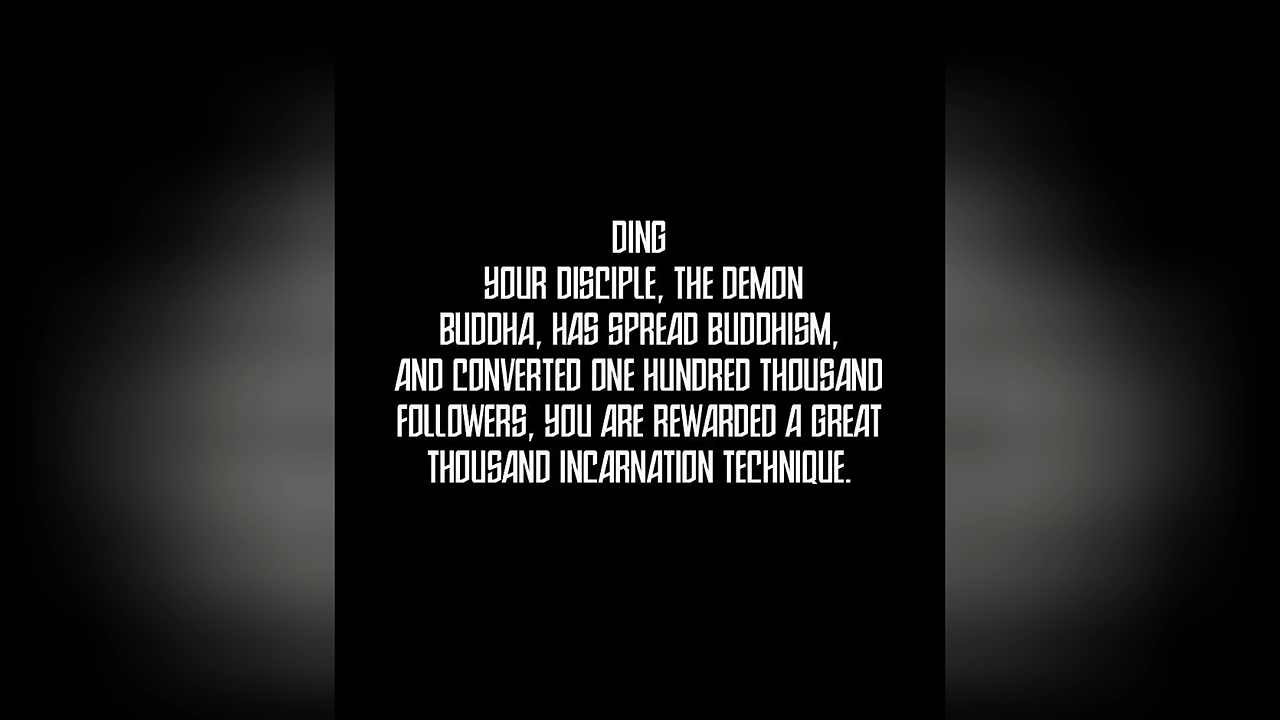 DING
YOUR DISCIPLE, THE DEMON
BUDDHA, HAS SPREAD BUDDHISM,
AND CONVERTED ONE HUNDRED THOUSAND
FOLLOWERS, YOU ARE REWARDED A GREAT
THOUSAND INCARNATION TECHNIQUE.